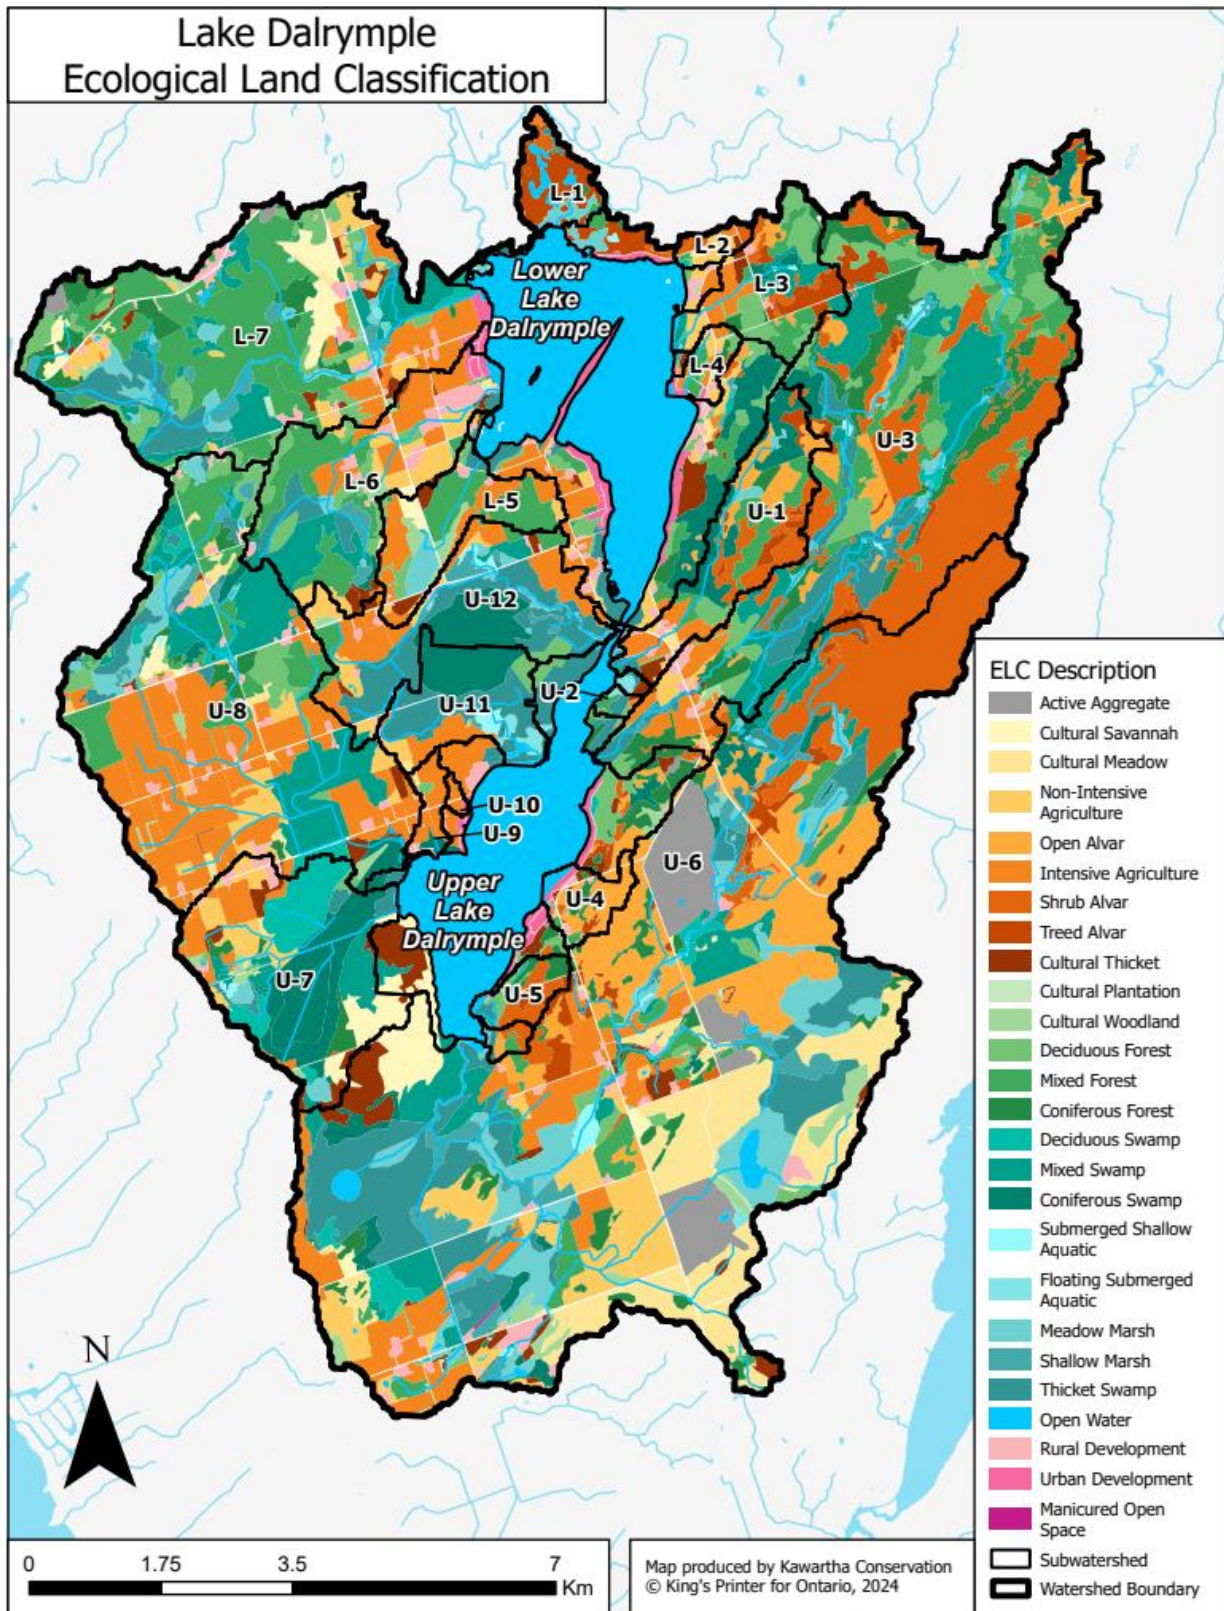 Lake Dalrymple
Ecological Land Classification
L-1
L-2
Lower
Lake
Dalrymple
L-3
L-7
L-4
U-3
L-6
L-5
U-1
U-12
U-2
U-11
U-8
U-10
U-9
U-6
Upper
Lake
Dalrymple
U-4
U-7
U-5
ELC Description
Active Aggregate
Cultural Savannah
Cultural Meadow
Non-Intensive
Agriculture
Open Alvar
Intensive Agriculture
Shrub Alvar
Treed Alvar
Cultural Thicket
Cultural Plantation
Cultural Woodland
Deciduous Forest
Mixed Forest
Coniferous Forest
Deciduous Swamp
Mixed Swamp
Coniferous Swamp
Submerged Shallow
Aquatic
Floating Submerged
Aquatic
Meadow Marsh
Shallow Marsh
Thicket Swamp
Open Water
Rural Development
Urban Development
Manicured Open
Space
Subwatershed
Watershed Boundary
N
0 1.75 3.5 7
Km
Map produced by Kawartha Conservation
© King's Printer for Ontario, 2024